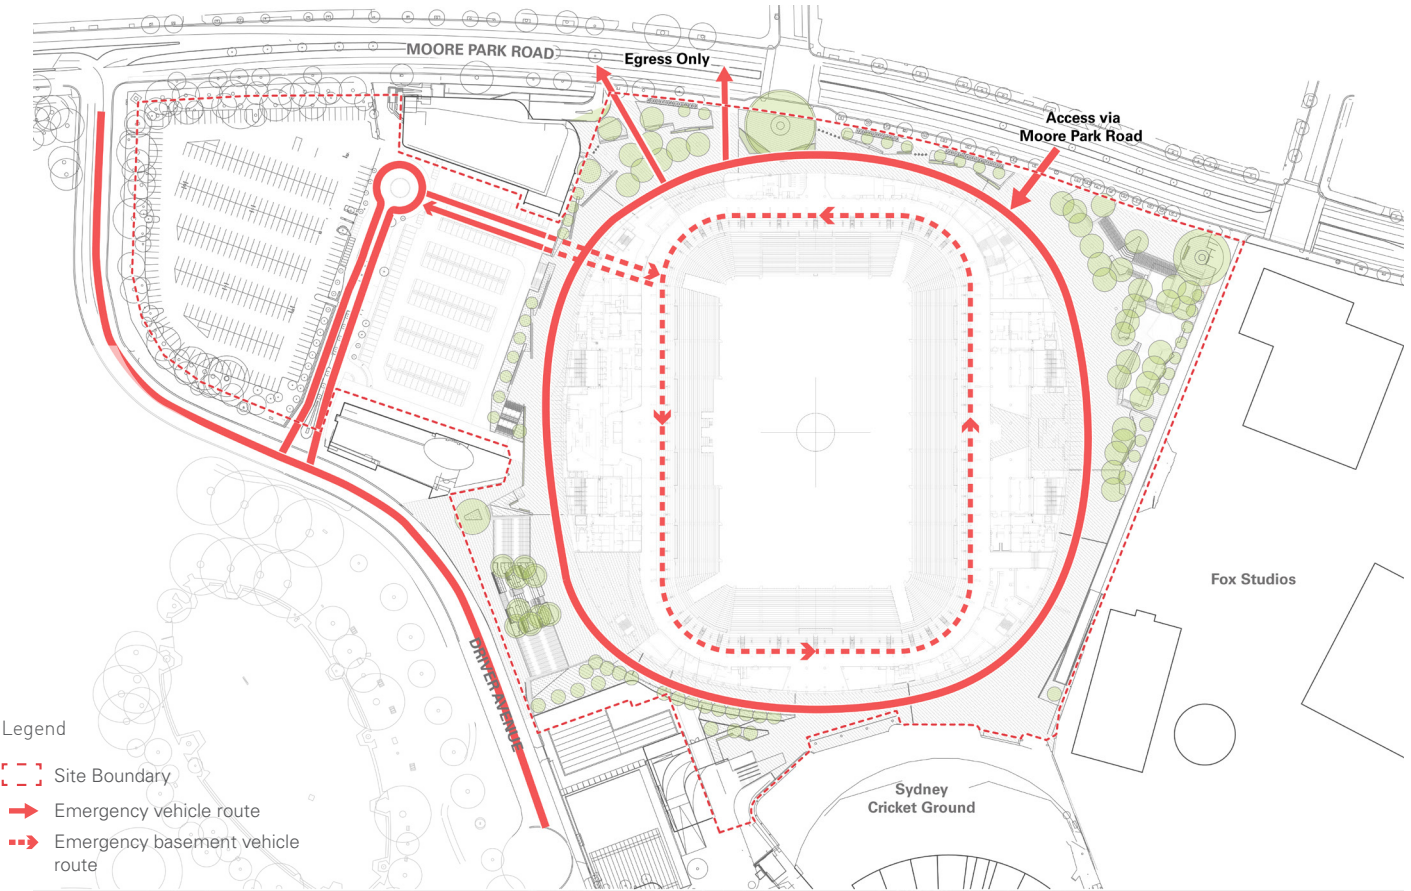 MOORE PARK ROAD
Egress Only
Access via
Moore Park Road
Fox Studios
DRIVER AVENUE
Sydney
Cricket Ground
Legend
Site Boundary
Emergency vehicle route
Emergency basement vehicle
route